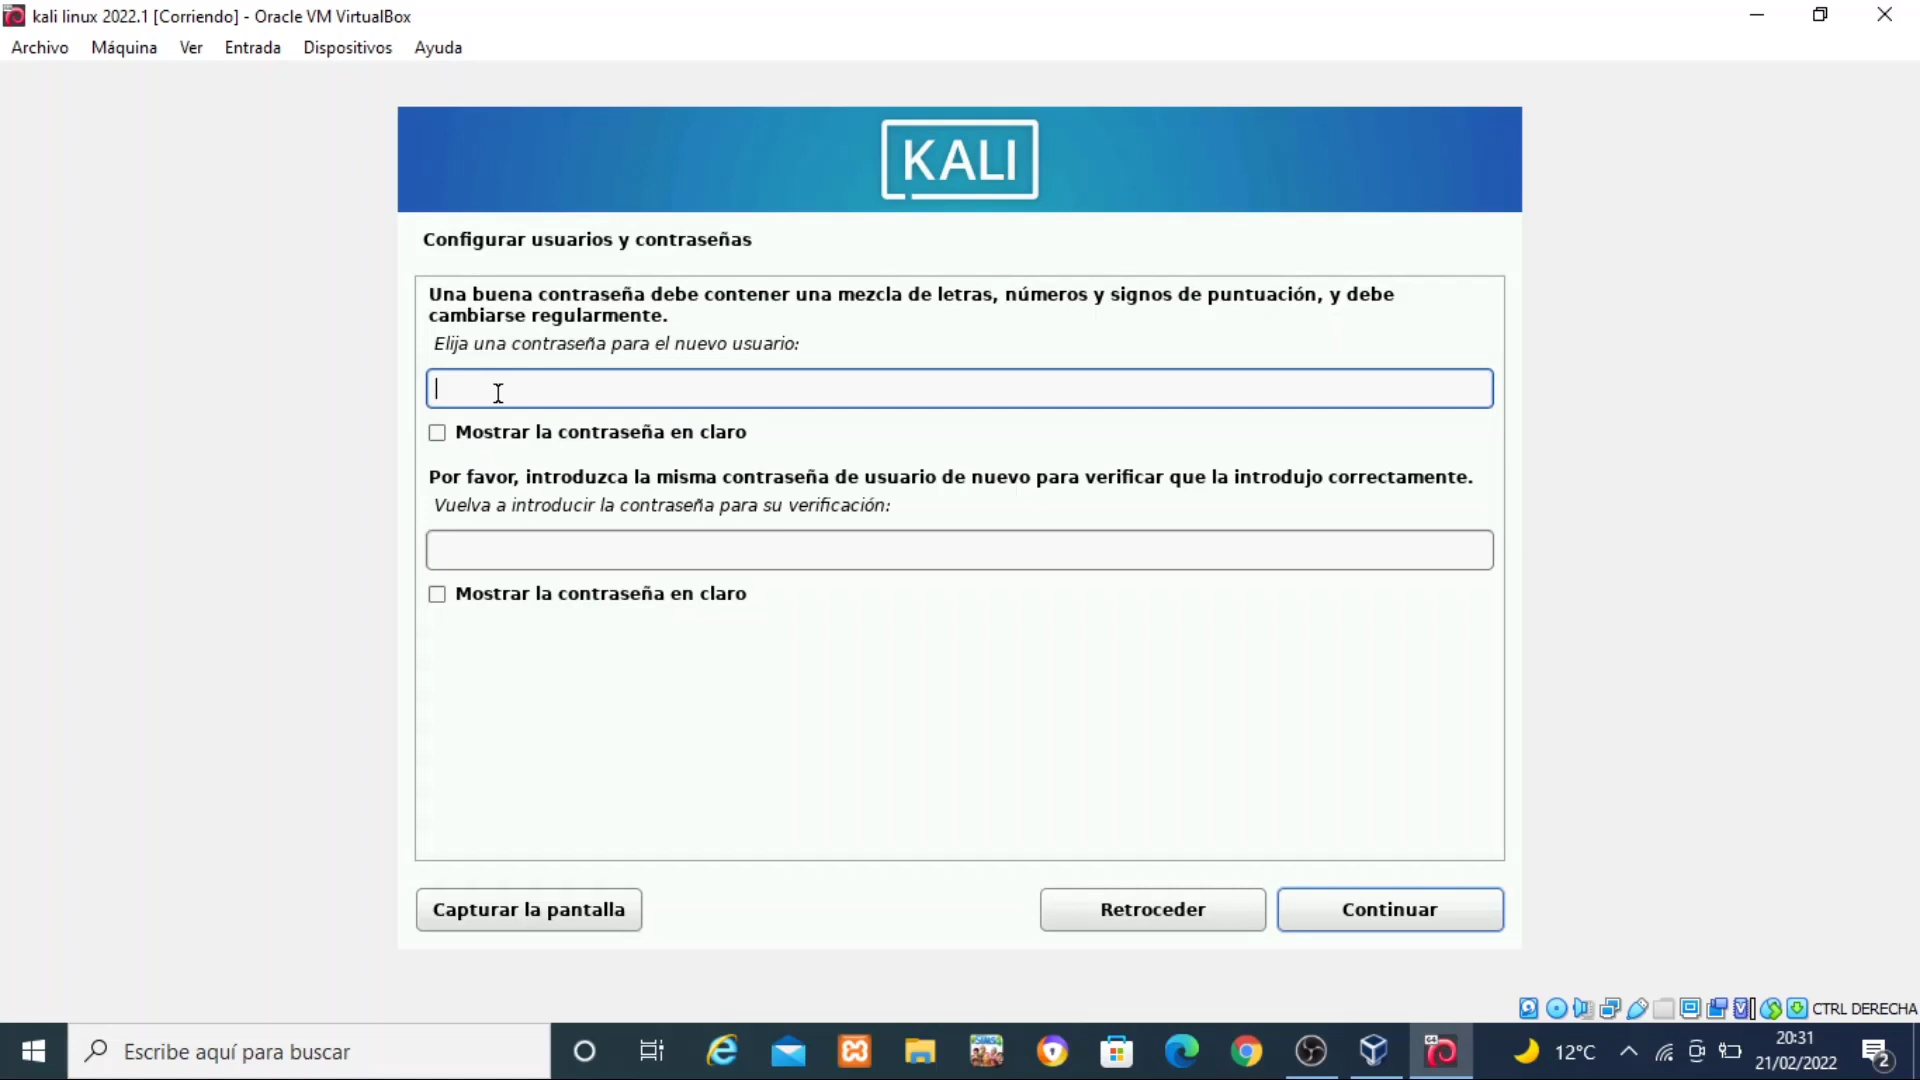 kali linux 2022.1 [Corriendo] - Oracle VM VirtualBox
Archivo Máquina Ver Entrada Dispositivos Ayuda
KALI
Configurar usuarios y contraseñas
Una buena contraseña debe contener una mezcla de letras, números y signos de puntuación, y debe
cambiarse regularmente.
Elija una contraseña para el nuevo usuario:
Mostrar la contraseña en claro
Por favor, introduzca la misma contraseña de usuario de nuevo para verificar que la introdujo correctamente.
Vuelva a introducir la contraseña para su verificación:
Mostrar la contraseña en claro
Capturar la pantalla Retroceder Continuar
CTRL DERECHA
Escribe aquí para buscar
12°C
20:31
21/02/2022
2